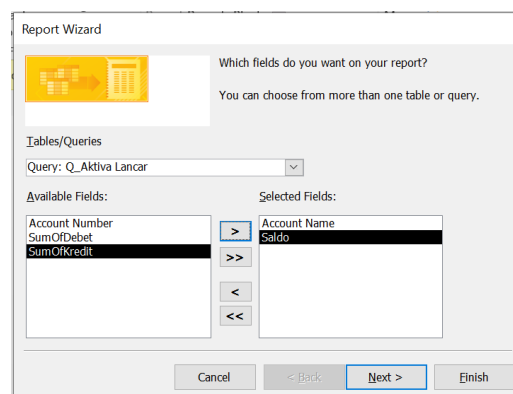 Report Wizard
Which fields do you want on your report?
You can choose from more than one table or query.
Tables/Queries
Query: Q_Aktiva Lancar
Available Fields:
Selected Fields:
Account Number
SumOfDebet
SumOfKredit
>
>>
<
<<
Account Name
Saldo
Cancel
< Back
Next >
Finish